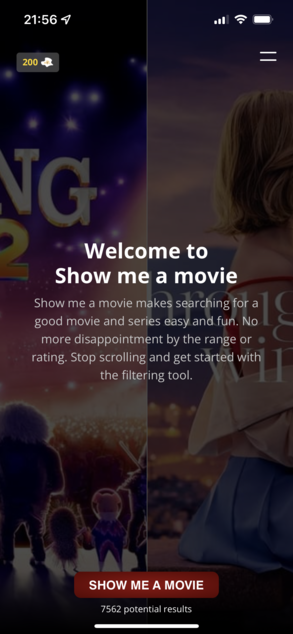 21:56
200
NG
2
Welcome to
Show me a movie
Show me a movie makes searching for a
good movie and series easy and fun. No
more disappointment by the range or
rating. Stop scrolling and get started with
the filtering tool.
SHOW ME A MOVIE
7562 potential results